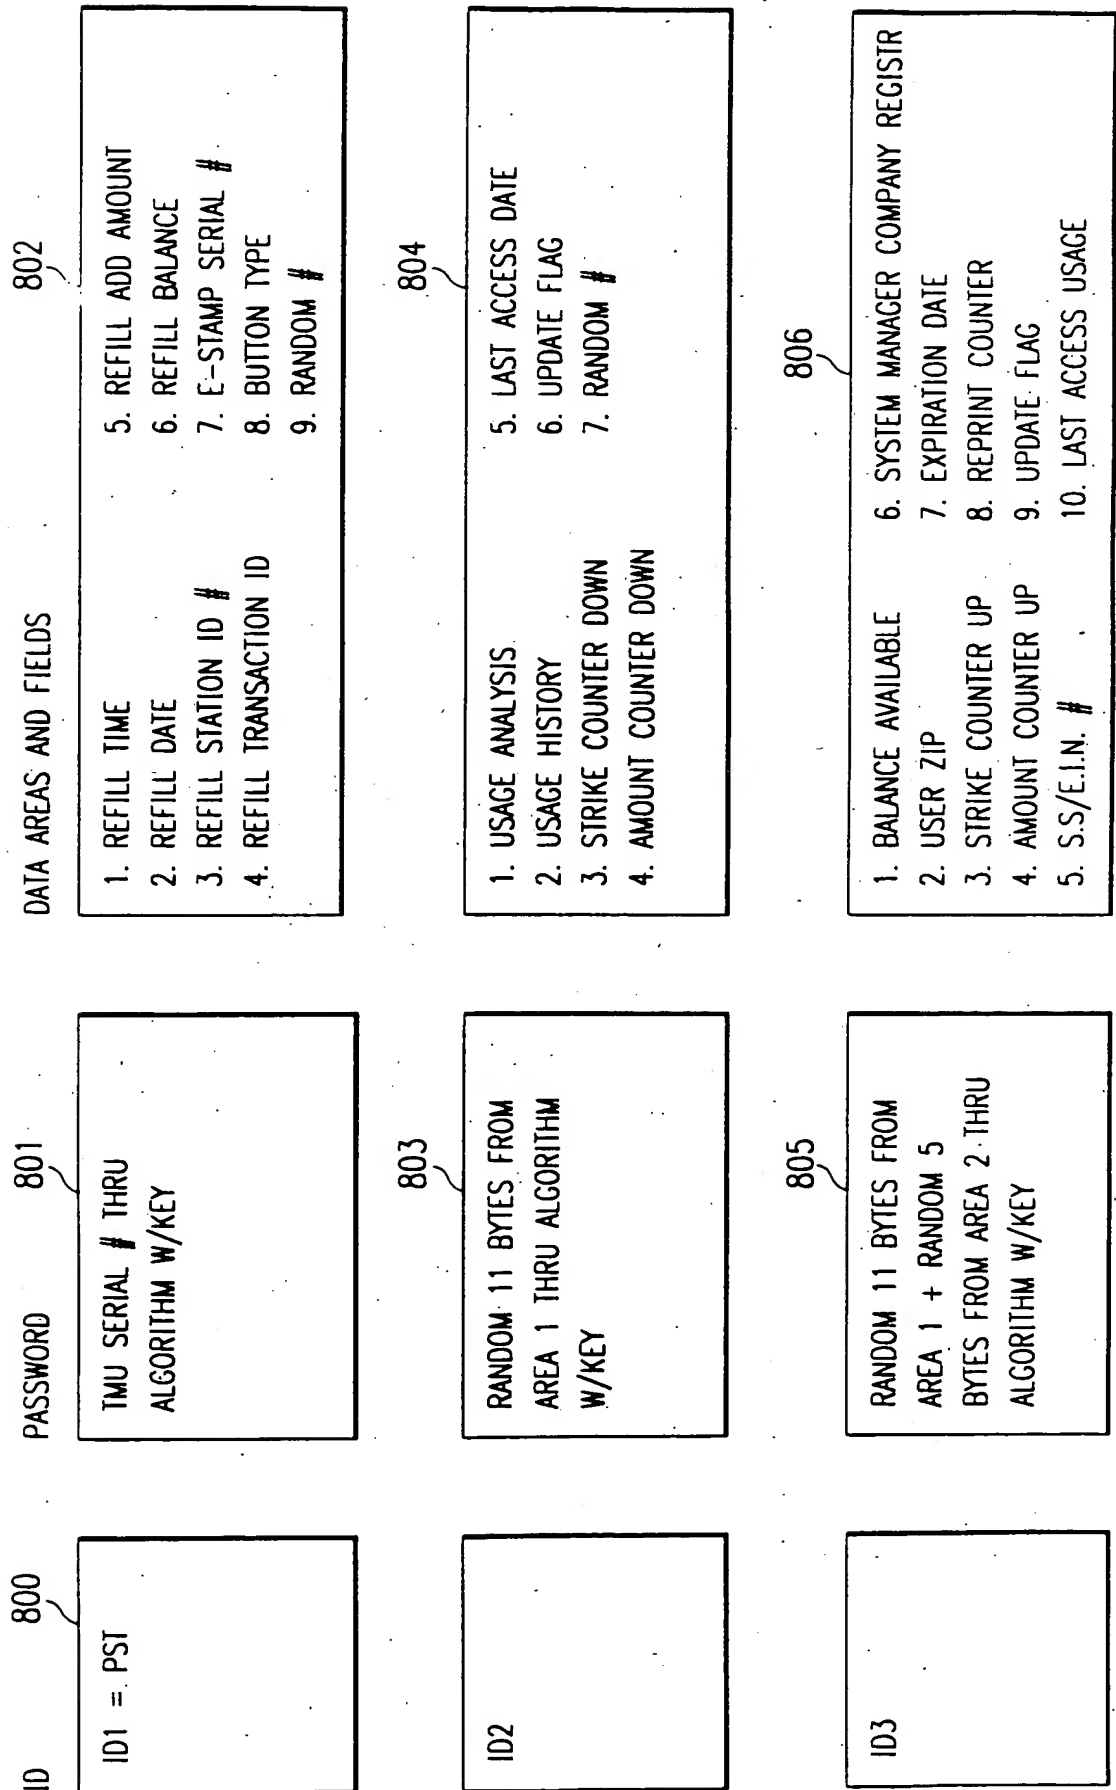 ID
PASSWORD
DATA AREAS AND FIELDS
800
801
802
ID1 = PST
TMU SERIAL # THRU
ALGORITHM W/KEY
1. REFILL TIME
2. REFILL DATE
3. REFILL STATION ID #
4. REFILL TRANSACTION ID
5. REFILL ADD AMOUNT
6. REFILL BALANCE
7. E-STAMP SERIAL #
8. BUTTON TYPE
9. RANDOM #
803
804
ID2
RANDOM 11 BYTES FROM
AREA 1 THRU ALGORITHM
W/KEY
1. USAGE ANALYSIS
2. USAGE HISTORY
3. STRIKE COUNTER DOWN
4. AMOUNT COUNTER DOWN
5. LAST ACCESS DATE
6. UPDATE FLAG
7. RANDOM #
805
806
ID3
RANDOM 11 BYTES FROM
AREA 1 + RANDOM 5
BYTES FROM AREA 2 THRU
ALGORITHM W/KEY
1. BALANCE AVAILABLE
2. USER ZIP
3. STRIKE COUNTER UP
4. AMOUNT COUNTER UP
5. S.S/E.I.N. #
6. SYSTEM MANAGER COMPANY REGISTR
7. EXPIRATION DATE
8. REPRINT COUNTER
9. UPDATE FLAG
10. LAST ACCESS USAGE